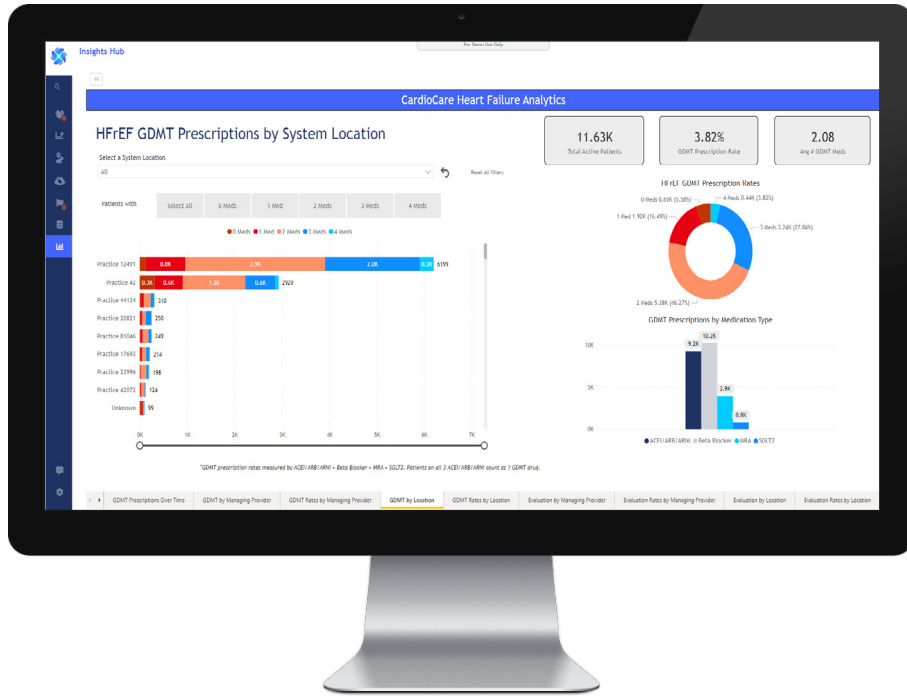 For Demo Use Only
Insights Hub
CardioCare Heart Failure Analytics
HFrEF GDMT Prescriptions by System Location
Select a System Location
All
Reset all filters
Patients with
Select all
0 Meds
1 Med
2 Meds
3 Meds
4 Meds
0 Meds 1 Med 2 Meds 3 Meds 4 Meds
Practice 12491 0.8K 2.9K 2.0K 0.3K 6199
Practice 42 0.3K 0.6K 1.3K 0.6K 2929
Practice 44124 310
Practice 20821 250
Practice 81046 249
Practice 17693 214
Practice 23996 198
Practice 42072 124
Unknown 99
0K 1K 2K 3K 4K 5K 6K 7K
*GDMT prescription rates measured by ACEI/ARB/ARNI + Beta Blocker + MRA + SGLT2. Patients on all 3 ACEI/ARB/ARNI count as 1 GDMT drug.
11.63K
Total Active Patients
3.82%
GDMT Prescription Rate
2.08
Avg # GDMT Meds
HFrEF GDMT Prescription Rates
0 Meds 0.65K (5.58%)
4 Meds 0.44K (3.82%)
1 Med 1.92K (16.49%)
3 Meds 3.24K (27.84%)
2 Meds 5.38K (46.27%)
GDMT Prescriptions by Medication Type
10K
5K
0K
9.2K
10.2K
3.9K
0.8K
ACEI/ARB/ARNI Beta Blocker MRA SGLT2
GDMT Prescriptions Over Time
GDMT by Managing Provider
GDMT Rates by Managing Provider
GDMT by Location
GDMT Rates by Location
Evaluation by Managing Provider
Evaluation Rates by Managing Provider
Evaluation by Location
Evaluation Rates by Location